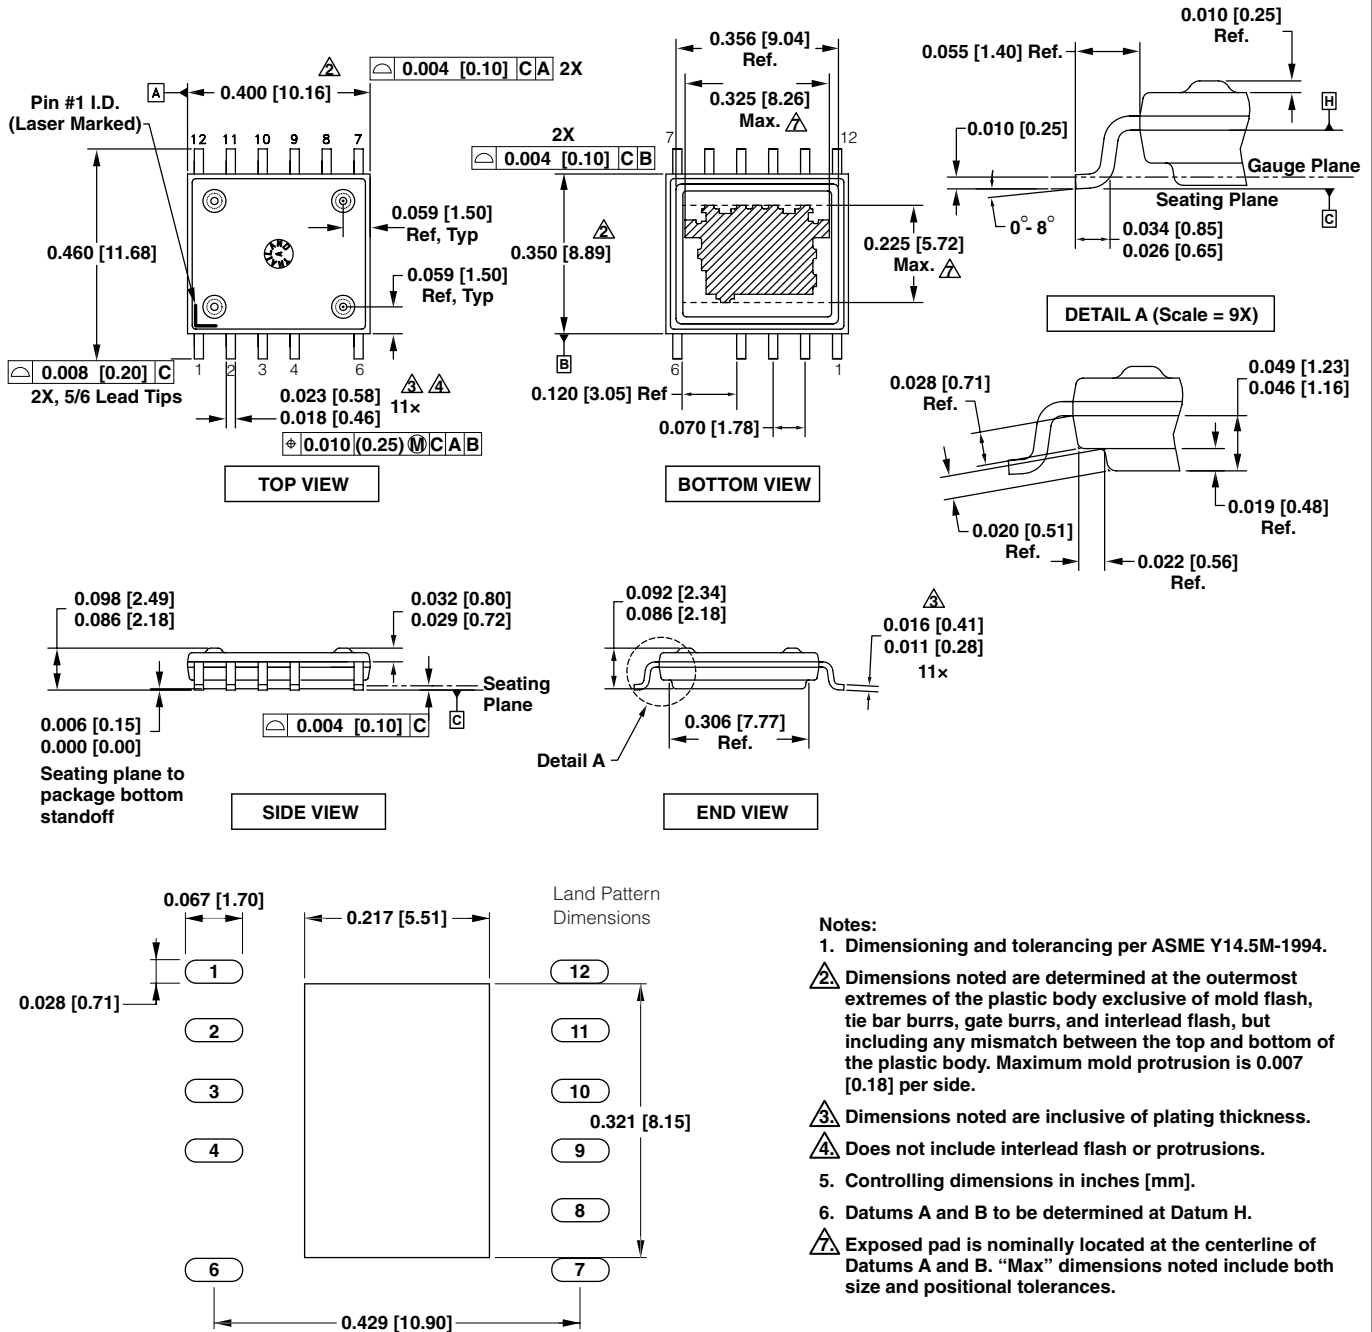 0.010 [0.25]
Ref.
0.356 [9.04]
Ref.
0.055 [1.40] Ref.
2
0.004 [0.10] C A 2X
A
0.400 [10.16]
0.325 [8.26]
Max. 7
H
Pin #1 I.D.
(Laser Marked)
2X
0.004 [0.10] C B
0.010 [0.25]
12 11 10 9 8 7
7 12
Gauge Plane
Seating Plane
C
0° - 8°
0.034 [0.85]
0.026 [0.65]
0.059 [1.50]
Ref, Typ
2
0.350 [8.89]
0.225 [5.72]
Max. 7
0.460 [11.68]
0.059 [1.50]
Ref, Typ
DETAIL A (Scale = 9X)
B
1 2 3 4 6
6 1
0.008 [0.20] C
2X, 5/6 Lead Tips
0.023 [0.58]
0.018 [0.46]
3 4
11×
0.010 (0.25) M C A B
0.120 [3.05] Ref
0.070 [1.78]
0.028 [0.71]
Ref.
0.049 [1.23]
0.046 [1.16]
TOP VIEW
BOTTOM VIEW
0.019 [0.48]
Ref.
0.020 [0.51]
Ref.
0.022 [0.56]
Ref.
0.098 [2.49]
0.086 [2.18]
0.032 [0.80]
0.029 [0.72]
0.092 [2.34]
0.086 [2.18]
3
0.016 [0.41]
0.011 [0.28]
11×
Seating
Plane
C
0.004 [0.10] C
0.006 [0.15]
0.000 [0.00]
Seating plane to
package bottom
standoff
0.306 [7.77]
Ref.
Detail A
SIDE VIEW
END VIEW
0.067 [1.70]
0.217 [5.51]
Land Pattern
Dimensions
0.028 [0.71]
1 12
2 11
3 10
0.321 [8.15]
4 9
8
6 7
0.429 [10.90]
Notes:
1. Dimensioning and tolerancing per ASME Y14.5M-1994.
2. Dimensions noted are determined at the outermost
extremes of the plastic body exclusive of mold flash,
tie bar burrs, gate burrs, and interlead flash, but
including any mismatch between the top and bottom of
the plastic body. Maximum mold protrusion is 0.007
[0.18] per side.
3. Dimensions noted are inclusive of plating thickness.
4. Does not include interlead flash or protrusions.
5. Controlling dimensions in inches [mm].
6. Datums A and B to be determined at Datum H.
7. Exposed pad is nominally located at the centerline of
Datums A and B. “Max” dimensions noted include both
size and positional tolerances.